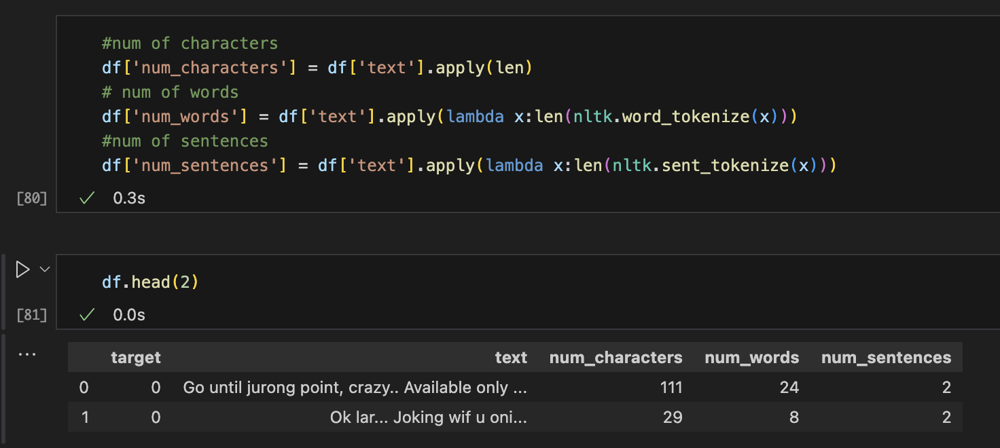 #num of characters
df['num_characters'] = df['text'].apply(len)
# num of words
df['num_words'] = df['text'].apply(lambda x:len(nltk.word_tokenize(x)))
#num of sentences
df['num_sentences'] = df['text'].apply(lambda x:len(nltk.sent_tokenize(x)))
[80] ✓ 0.3s
df.head(2)
[81] ✓ 0.0s
... target text num_characters num_words num_sentences
0 0 Go until jurong point, crazy.. Available only ... 111 24 2
1 0 Ok lar... Joking wif u oni... 29 8 2